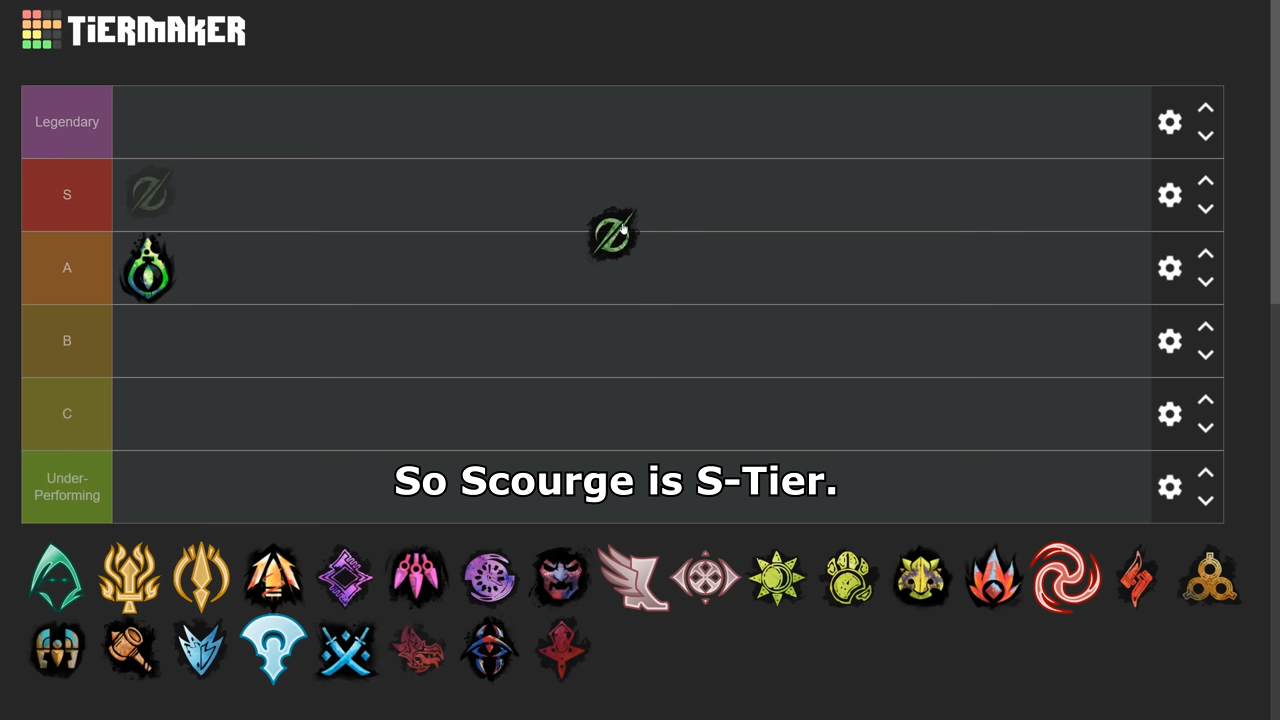 TiERMAKER
Legendary
S
A
B
C
Under-
Performing
So Scourge is S-Tier.